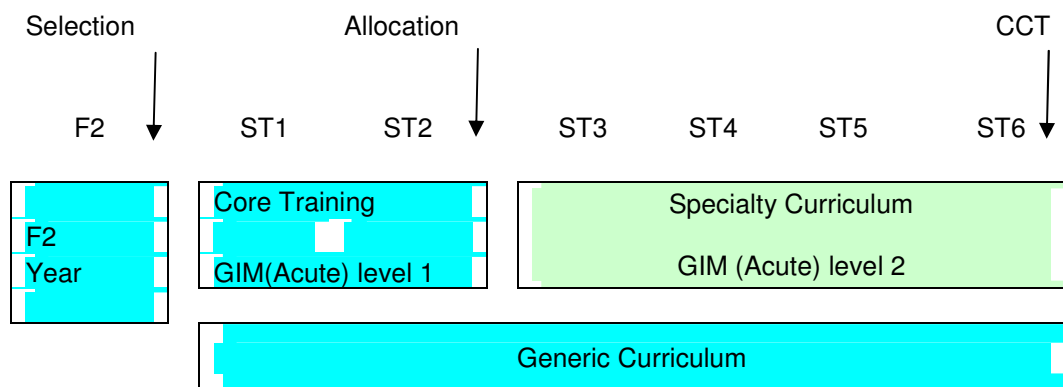 Selection Allocation CCT
F2 ST1 ST2 ST3 ST4 ST5 ST6
Core Training Specialty Curriculum
F2
Year GIM(Acute) level 1 GIM (Acute) level 2
Generic Curriculum